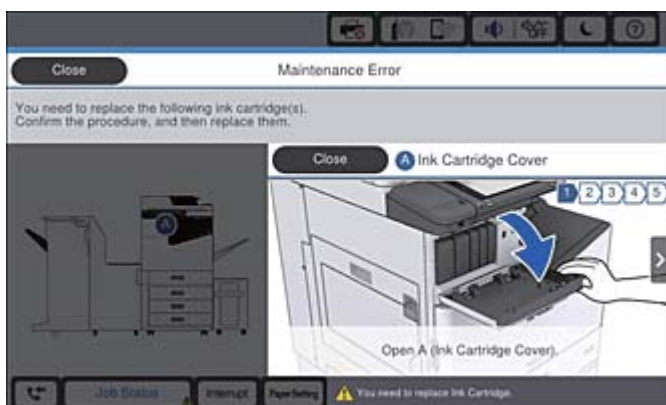 Close
Maintenance Error
You need to replace the following ink cartridge(s).
Confirm the procedure, and then replace them.
Close
A Ink Cartridge Cover
1 2 3 4 5
A
Open A (Ink Cartridge Cover).
Job Status
Interrupt
Paper Setting
You need to replace Ink Cartridge.